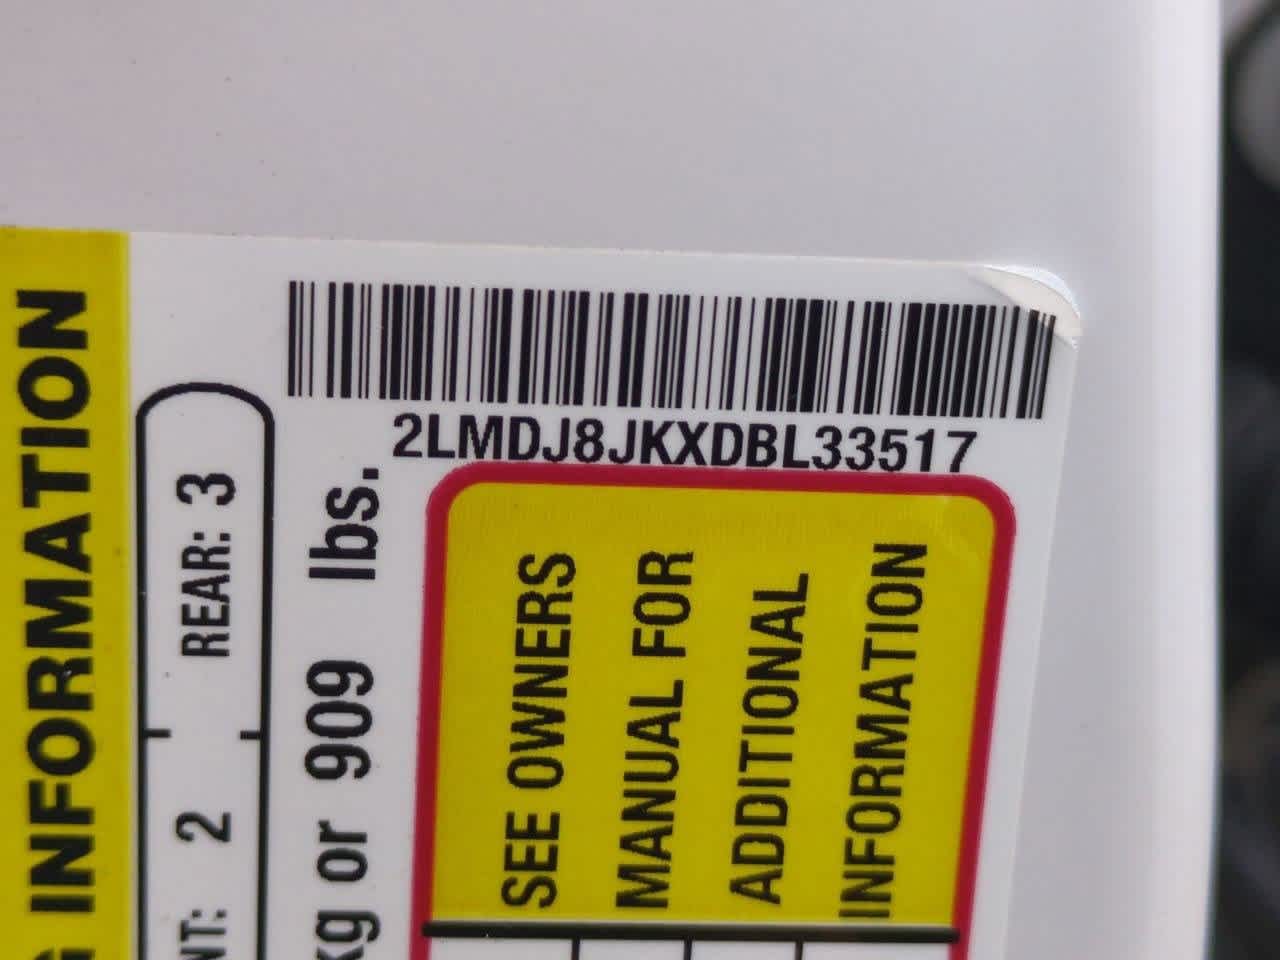 2LMDJ8JKXDBL33517
INFORMATION
2 REAR: 3
kg or 909 lbs.
SEE OWNERS
MANUAL FOR
ADDITIONAL
INFORMATION